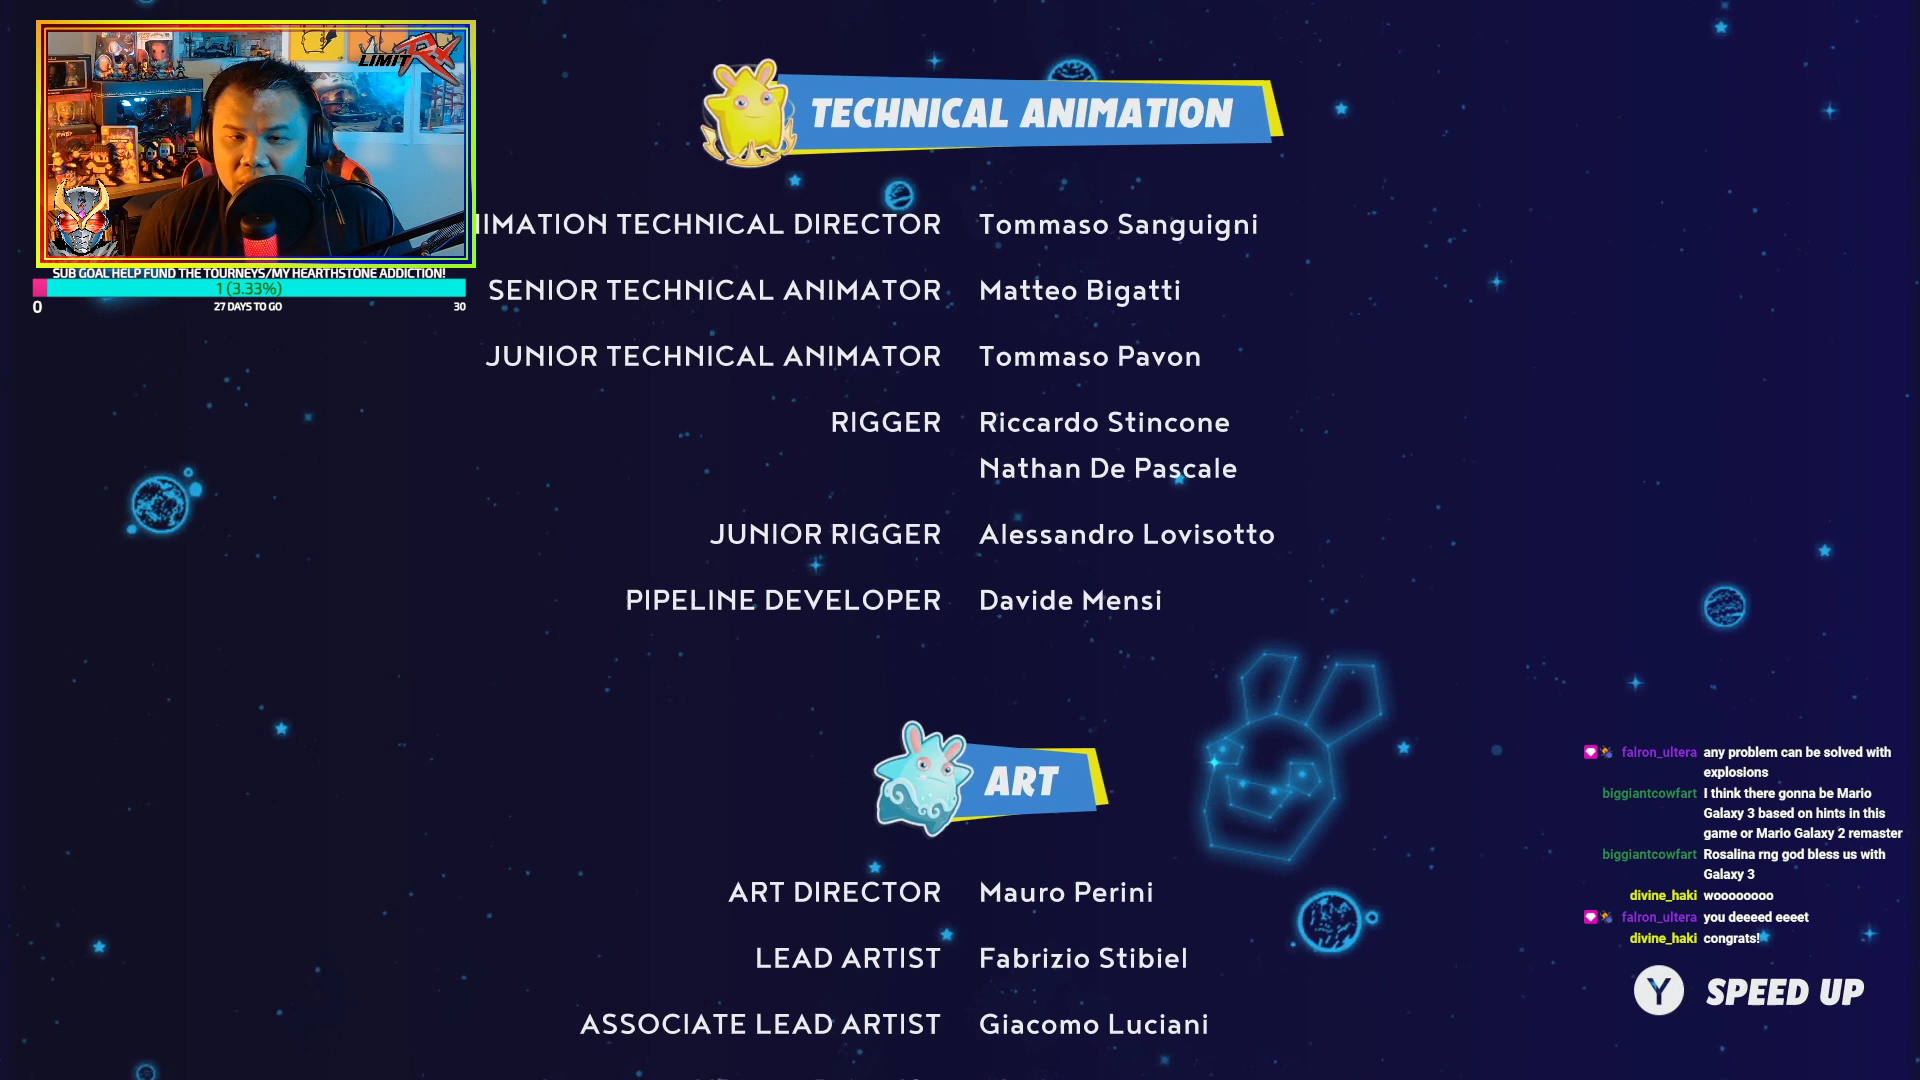 LIMIT RX
SUB GOAL HELP FUND THE TOURNEYS/MY HEARTHSTONE ADDICTION!
1 (3.33%)
0
27 DAYS TO GO
30
TECHNICAL ANIMATION
IMATION TECHNICAL DIRECTOR Tommaso Sanguigni
SENIOR TECHNICAL ANIMATOR Matteo Bigatti
JUNIOR TECHNICAL ANIMATOR Tommaso Pavon
RIGGER Riccardo Stincone
Nathan De Pascale
JUNIOR RIGGER Alessandro Lovisotto
PIPELINE DEVELOPER Davide Mensi
ART
ART DIRECTOR Mauro Perini
LEAD ARTIST Fabrizio Stibiel
ASSOCIATE LEAD ARTIST Giacomo Luciani
falron_ultera any problem can be solved with
explosions
biggiantcowfart I think there gonna be Mario
Galaxy 3 based on hints in this
game or Mario Galaxy 2 remaster
biggiantcowfart Rosalina rng god bless us with
Galaxy 3
divine_haki woooooooo
falron_ultera you deeeed eeeet
divine_haki congrats!
Y SPEED UP